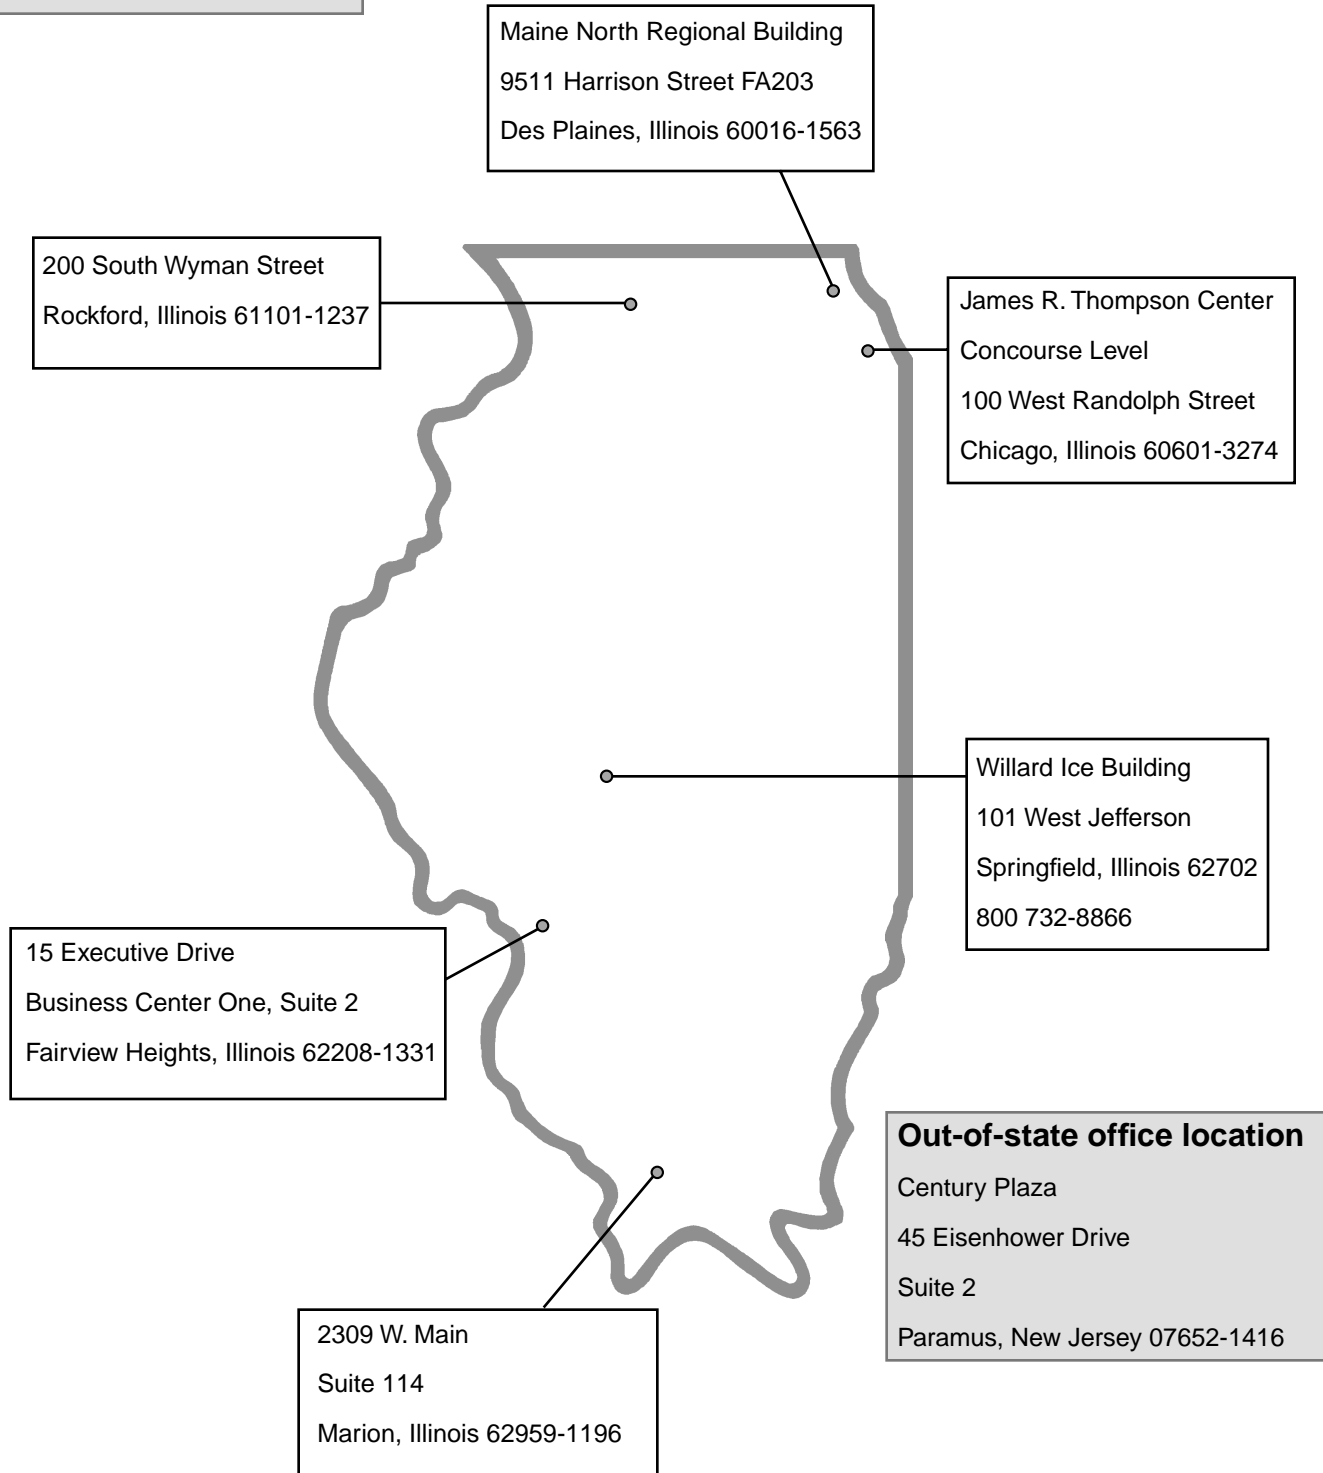 Maine North Regional Building
9511 Harrison Street FA203
Des Plaines, Illinois 60016-1563
200 South Wyman Street
Rockford, Illinois 61101-1237
James R. Thompson Center
Concourse Level
100 West Randolph Street
Chicago, Illinois 60601-3274
Willard Ice Building
101 West Jefferson
Springfield, Illinois 62702
800 732-8866
15 Executive Drive
Business Center One, Suite 2
Fairview Heights, Illinois 62208-1331
Out-of-state office location
Century Plaza
45 Eisenhower Drive
Suite 2
Paramus, New Jersey 07652-1416
2309 W. Main
Suite 114
Marion, Illinois 62959-1196